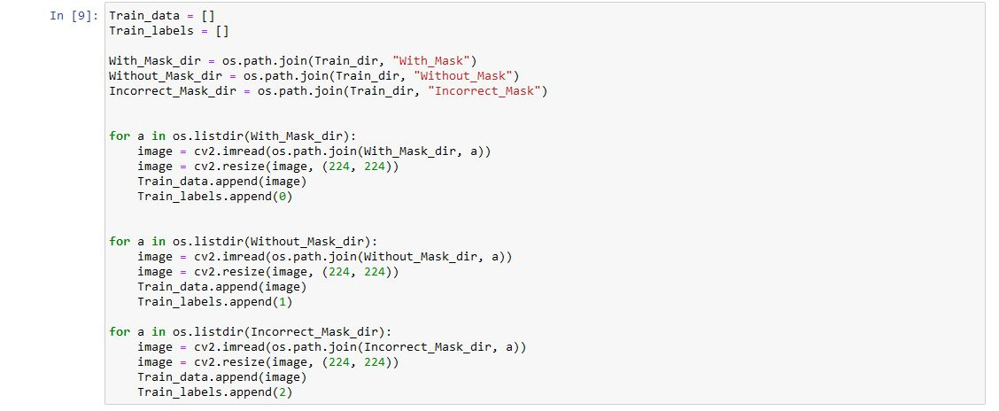 In [9]: Train_data = []
Train_labels = []
With_Mask_dir = os.path.join(Train_dir, "With_Mask")
Without_Mask_dir = os.path.join(Train_dir, "Without_Mask")
Incorrect_Mask_dir = os.path.join(Train_dir, "Incorrect_Mask")
for a in os.listdir(With_Mask_dir):
    image = cv2.imread(os.path.join(With_Mask_dir, a))
    image = cv2.resize(image, (224, 224))
    Train_data.append(image)
    Train_labels.append(0)
for a in os.listdir(Without_Mask_dir):
    image = cv2.imread(os.path.join(Without_Mask_dir, a))
    image = cv2.resize(image, (224, 224))
    Train_data.append(image)
    Train_labels.append(1)
for a in os.listdir(Incorrect_Mask_dir):
    image = cv2.imread(os.path.join(Incorrect_Mask_dir, a))
    image = cv2.resize(image, (224, 224))
    Train_data.append(image)
    Train_labels.append(2)